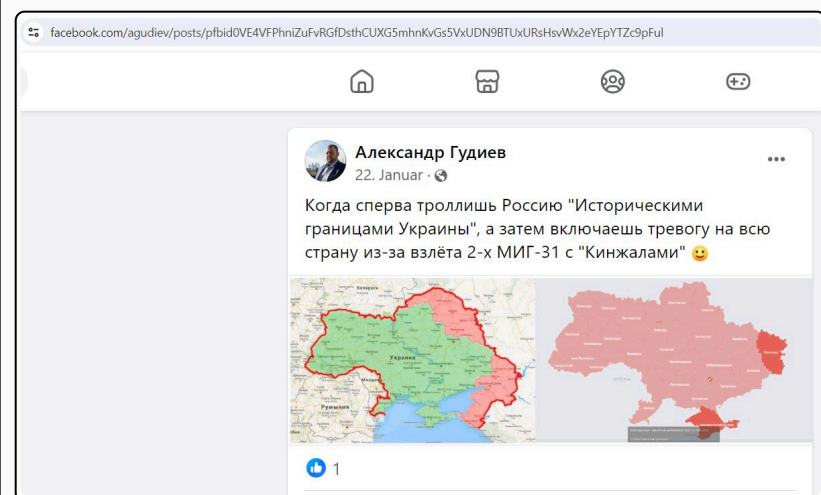 facebook.com/agudiev/posts/pfbid0VE4VFPhniZuFvRGfDsthCUXG5mhnKvGs5VxUDN9BTUxURsHsvWx2eYEpYTZc9pFul
Александр Гудиев
22. Januar ·
Когда сперва троллишь Россию "Историческими
границами Украины", а затем включаешь тревогу на всю
страну из-за взлёта 2-х МИГ-31 с "Кинжалами" 🙂
Украина
Румыния
1